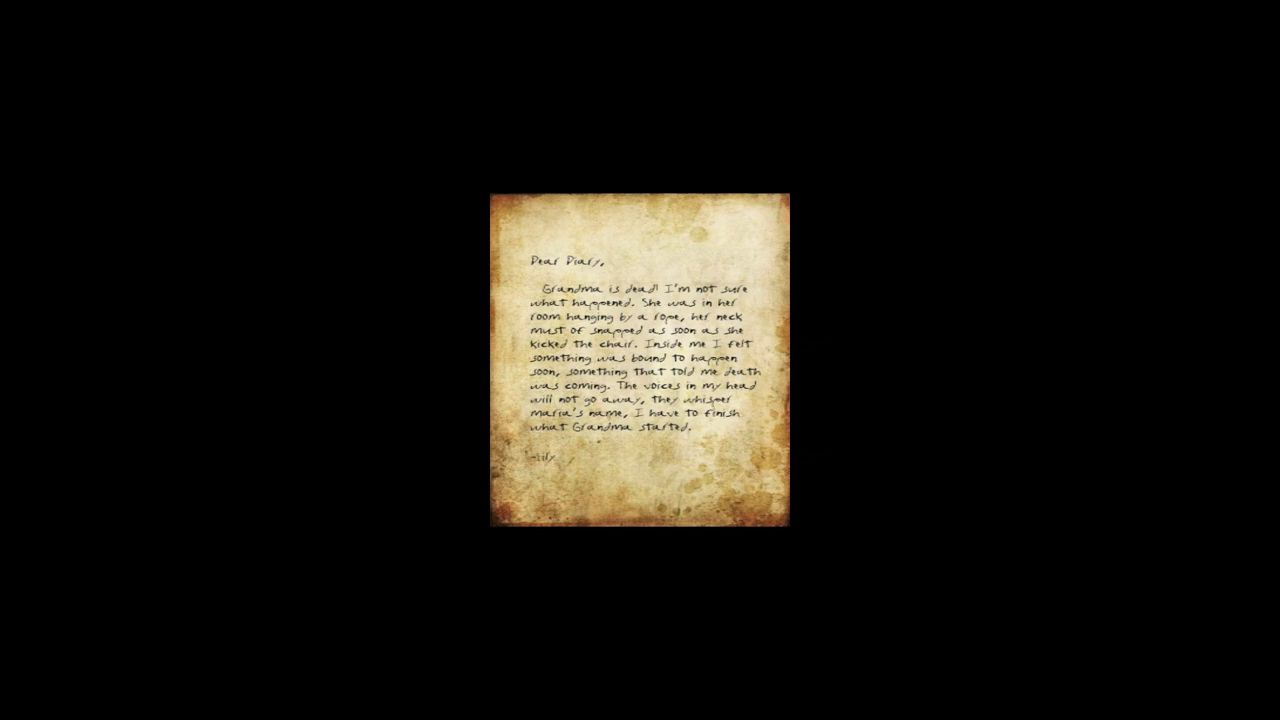 Dear Diary,
Grandma is dead! I'm not sure
what happened. She was in her
room hanging by a rope, her neck
must of snapped as soon as she
kicked the chair. Inside me I felt
something was bound to happen
soon, something that told me death
was coming. The voices in my head
will not go away, they whisper
maria's name, I have to finish
what Grandma started.